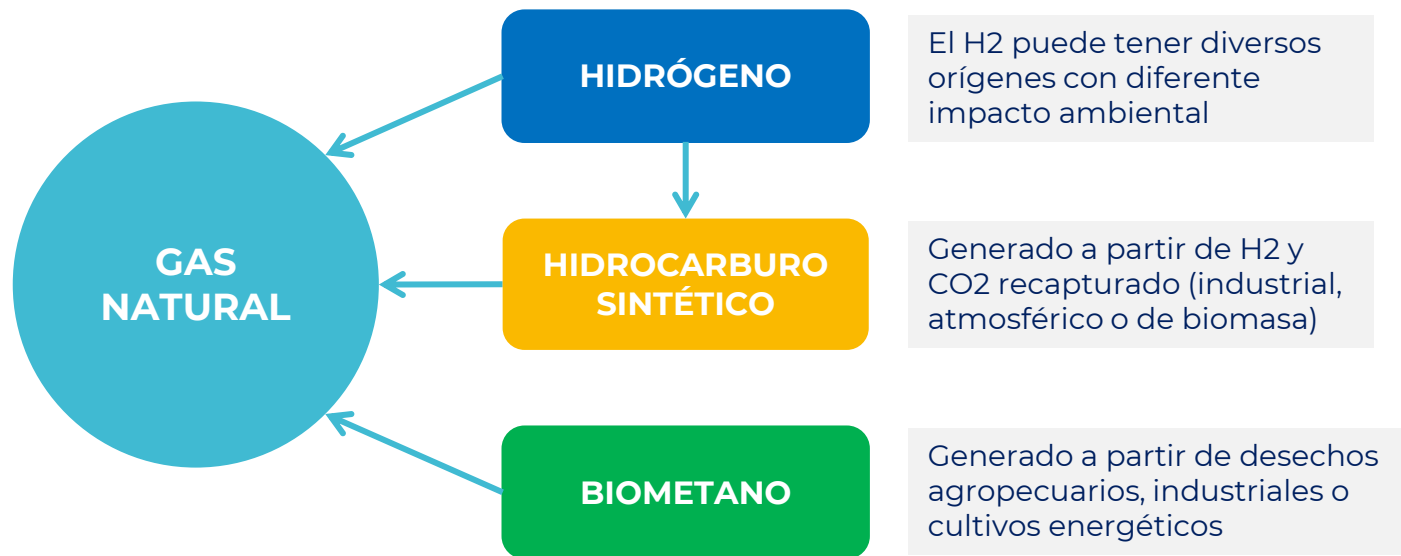 HIDRÓGENO
El H2 puede tener diversos
orígenes con diferente
impacto ambiental
GAS
NATURAL
HIDROCARBURO
SINTÉTICO
Generado a partir de H2 y
CO2 recapturado (industrial,
atmosférico o de biomasa)
BIOMETANO
Generado a partir de desechos
agropecuarios, industriales o
cultivos energéticos